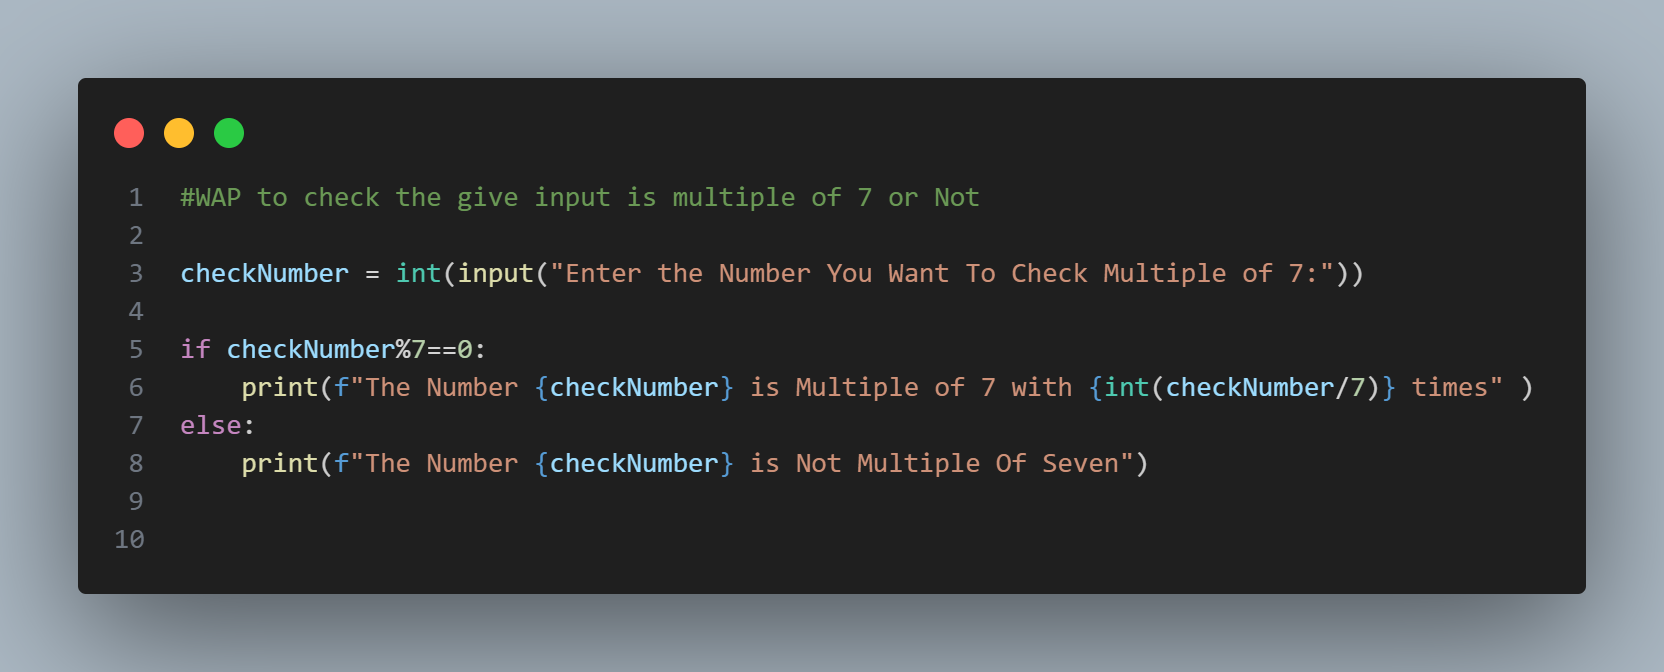 1 #WAP to check the give input is multiple of 7 or Not
2
3 checkNumber = int(input("Enter the Number You Want To Check Multiple of 7:"))
4
5 if checkNumber%7==0:
6     print(f"The Number {checkNumber} is Multiple of 7 with {int(checkNumber/7)} times" )
7 else:
8     print(f"The Number {checkNumber} is Not Multiple Of Seven")
9
10